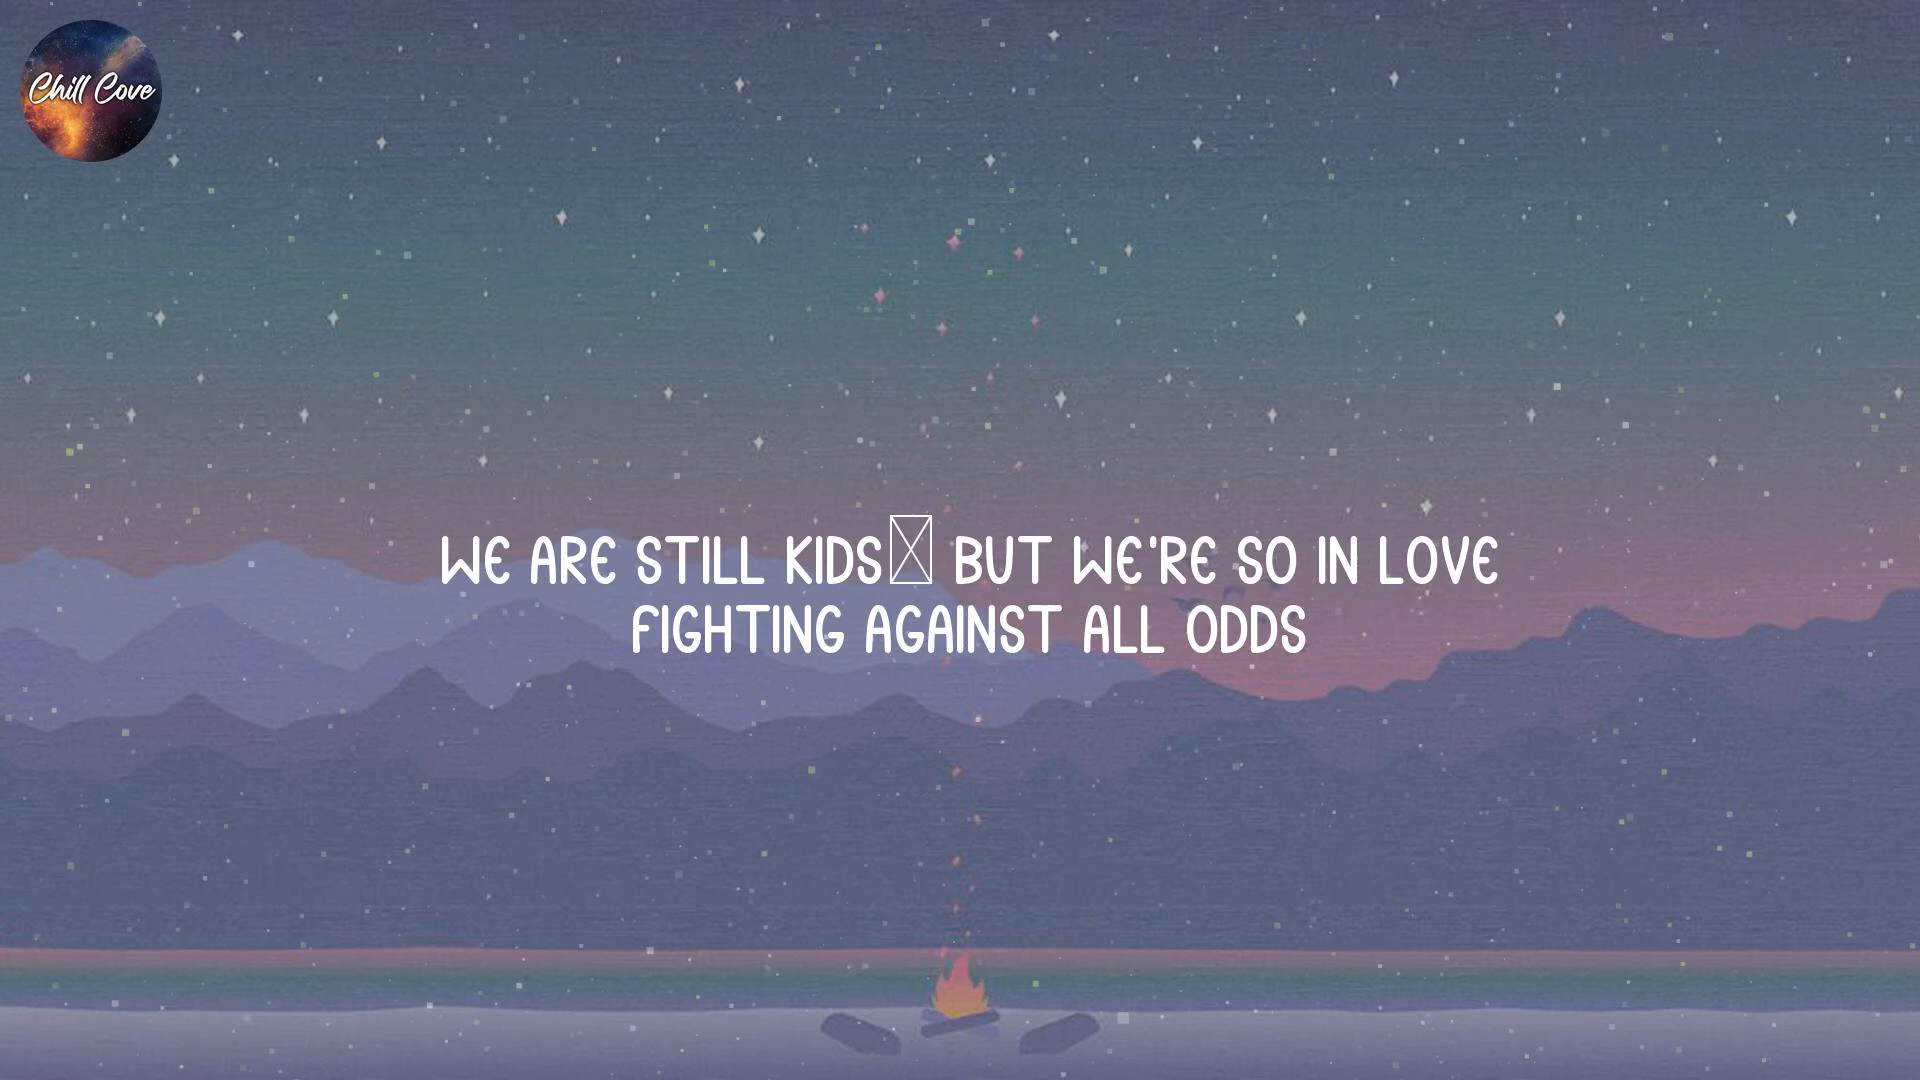 Chill Cove
WE ARE STILL KIDS BUT WE'RE SO IN LOVE
FIGHTING AGAINST ALL ODDS